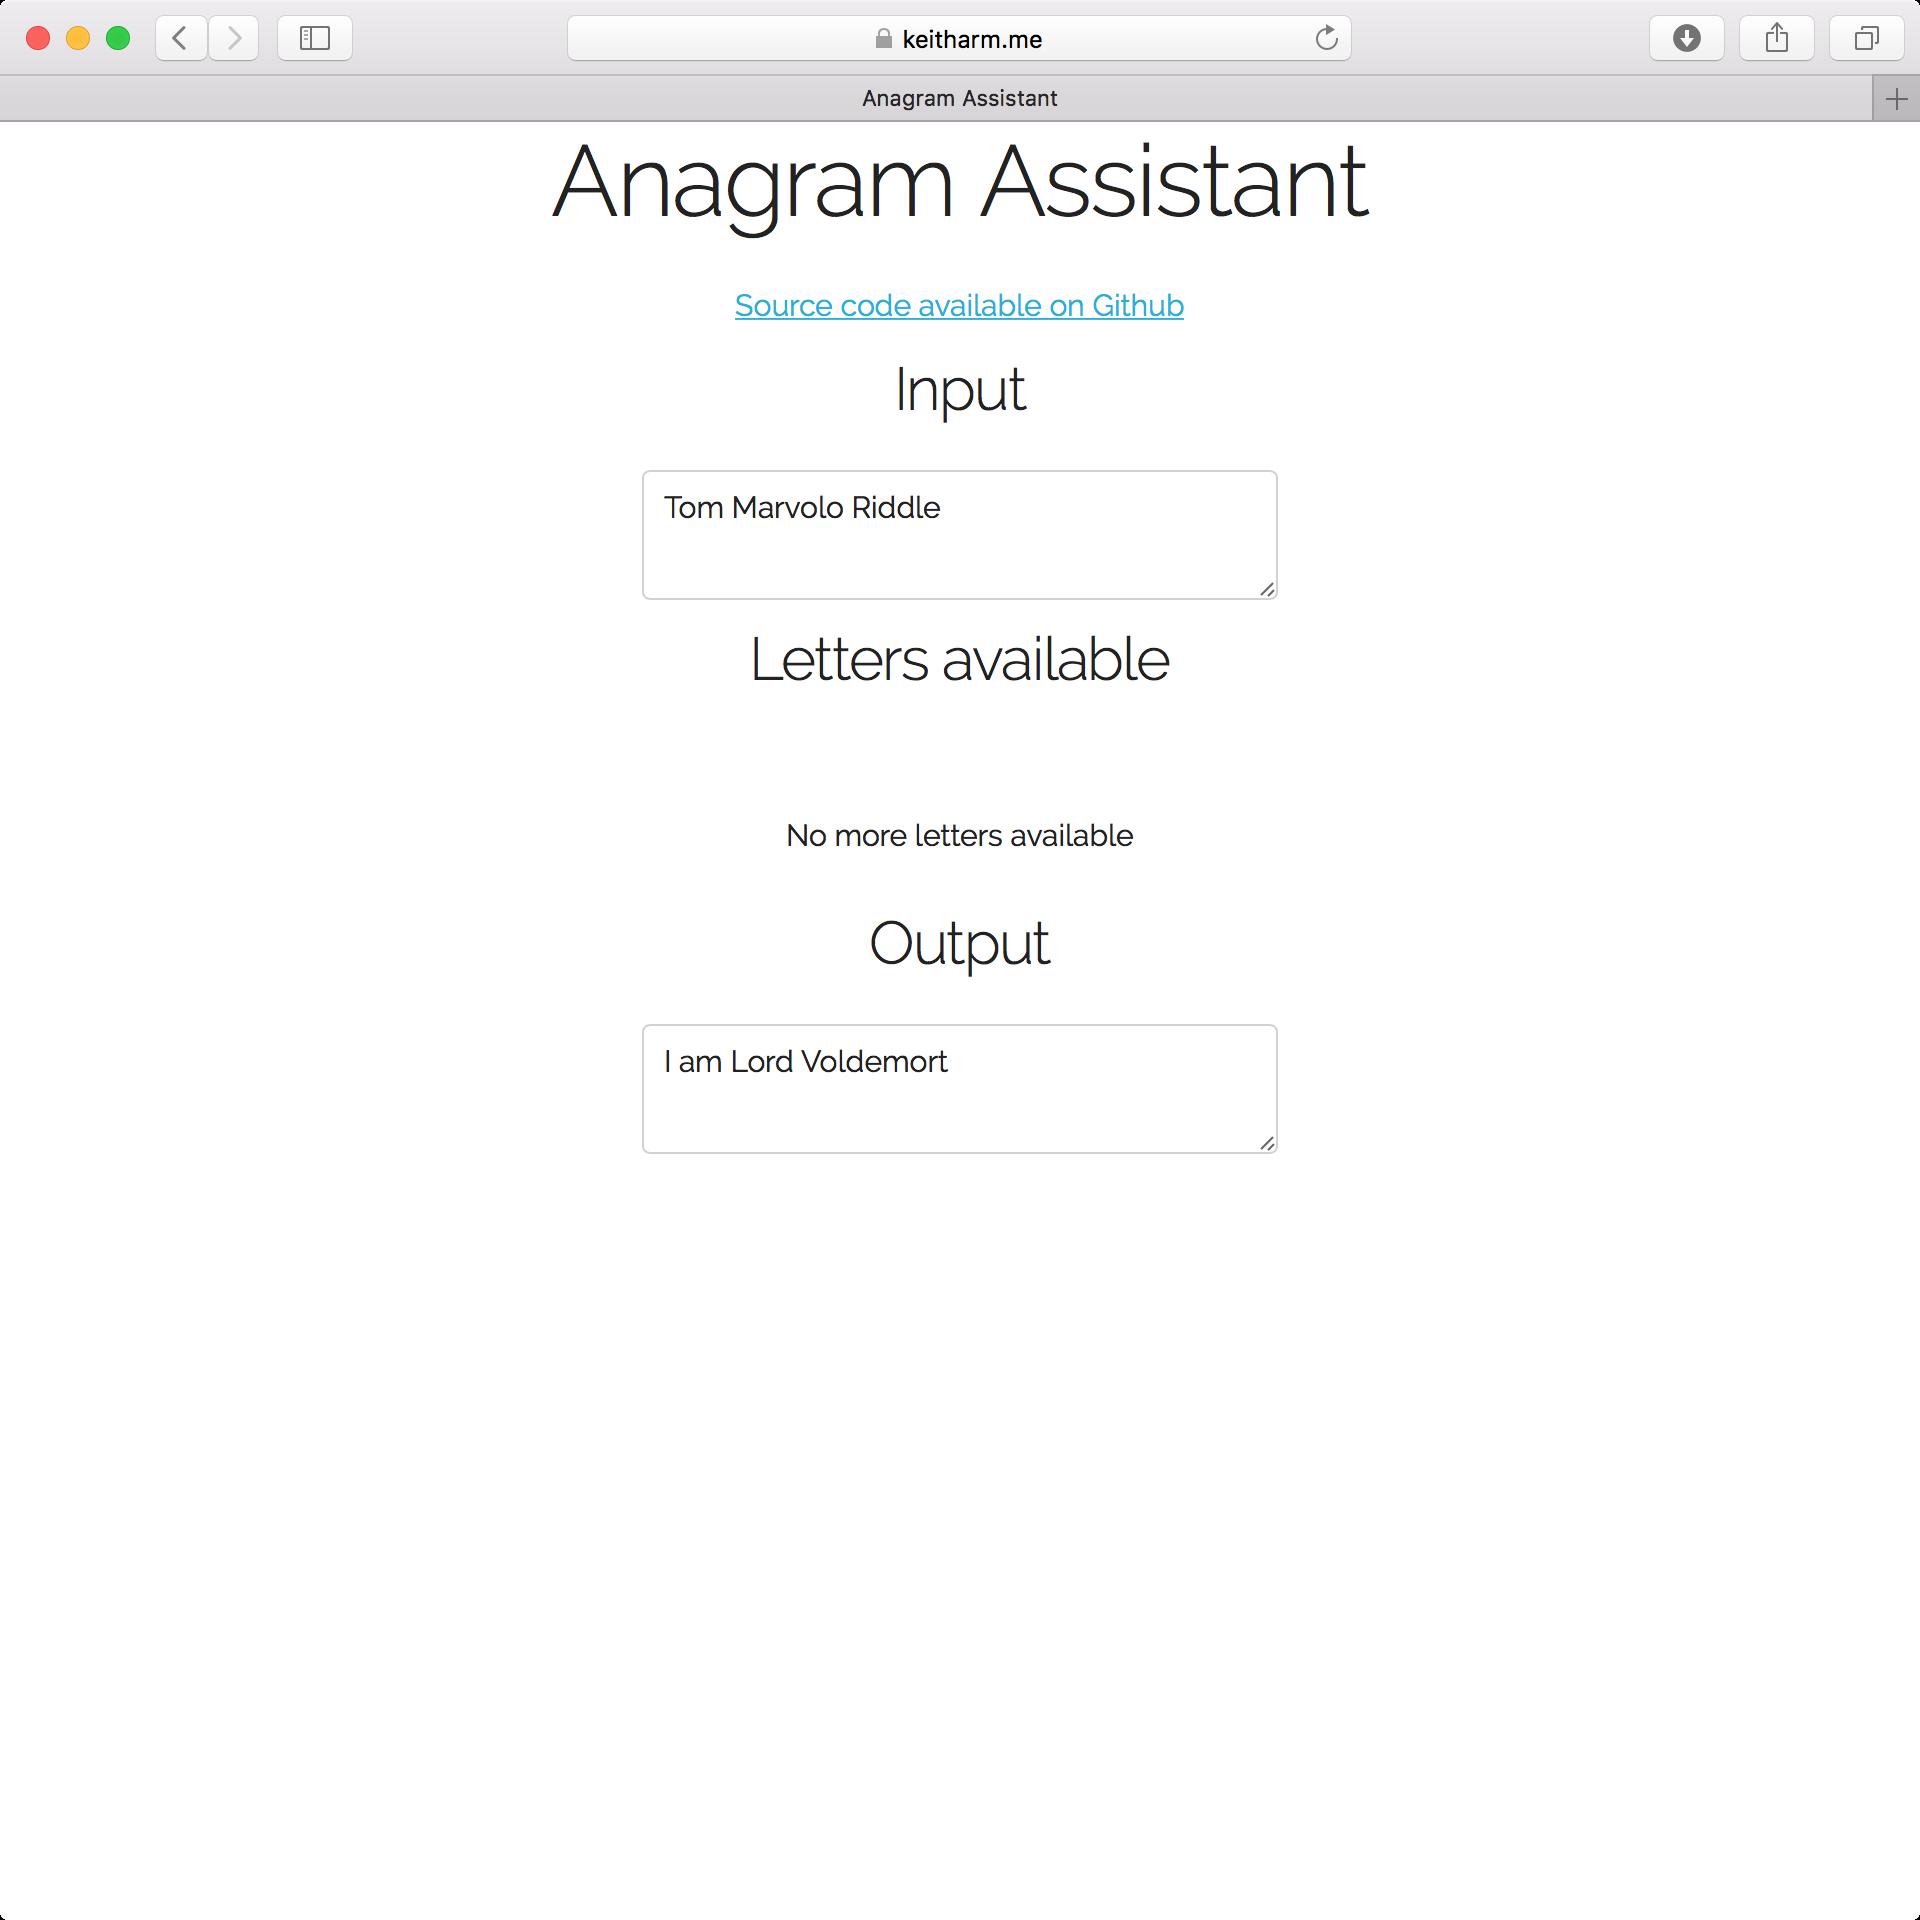 keitharm.me
Anagram Assistant
Anagram Assistant
Source code available on Github
Input
Tom Marvolo Riddle
Letters available
No more letters available
Output
I am Lord Voldemort